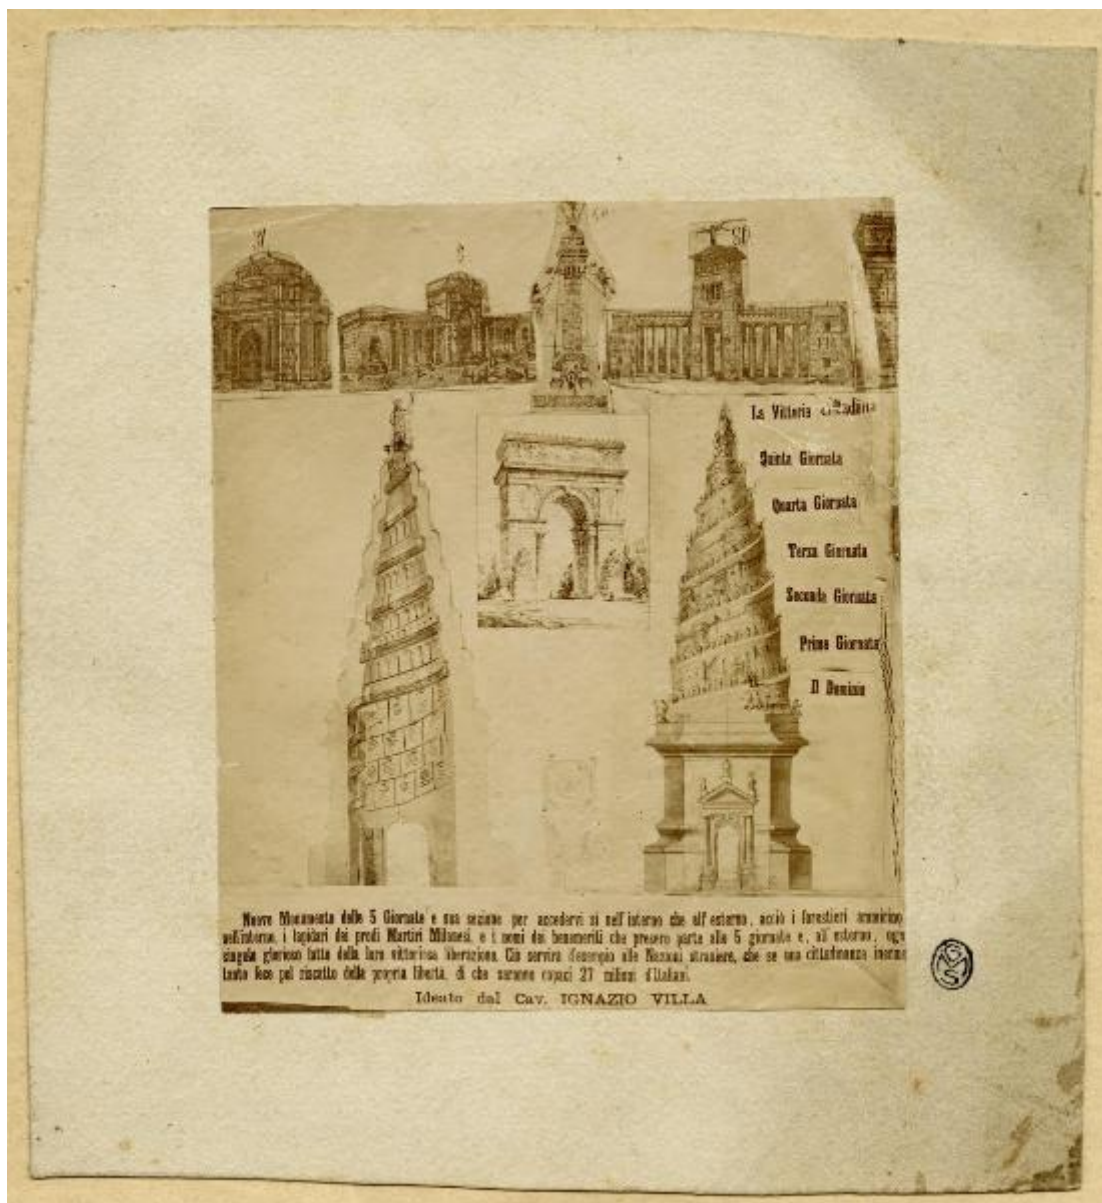 La Vittoria cittadina
Quinta Giornata
Quarta Giornata
Terza Giornata
Seconda Giornata
Prima Giornata
Il Dominio
Nuovo Monumento delle 5 Giornate e sua sezione per accedervi sì nell'interno che all'esterno, acciò i forestieri ammirino
nell'interno, i lapidari dei prodi Martiri Milanesi, e i nomi dei benemeriti che presero parte alle 5 giornate e, all'esterno, ogni
singolo glorioso fatto della loro vittoriosa liberazione. Ciò servirà d'esempio alle Nazioni straniere, che se una cittadinanza inerme
tanto fece pel riscatto della propria libertà, di che saranno capaci 27 milioni d'Italiani.
Ideato dal Cav. IGNAZIO VILLA